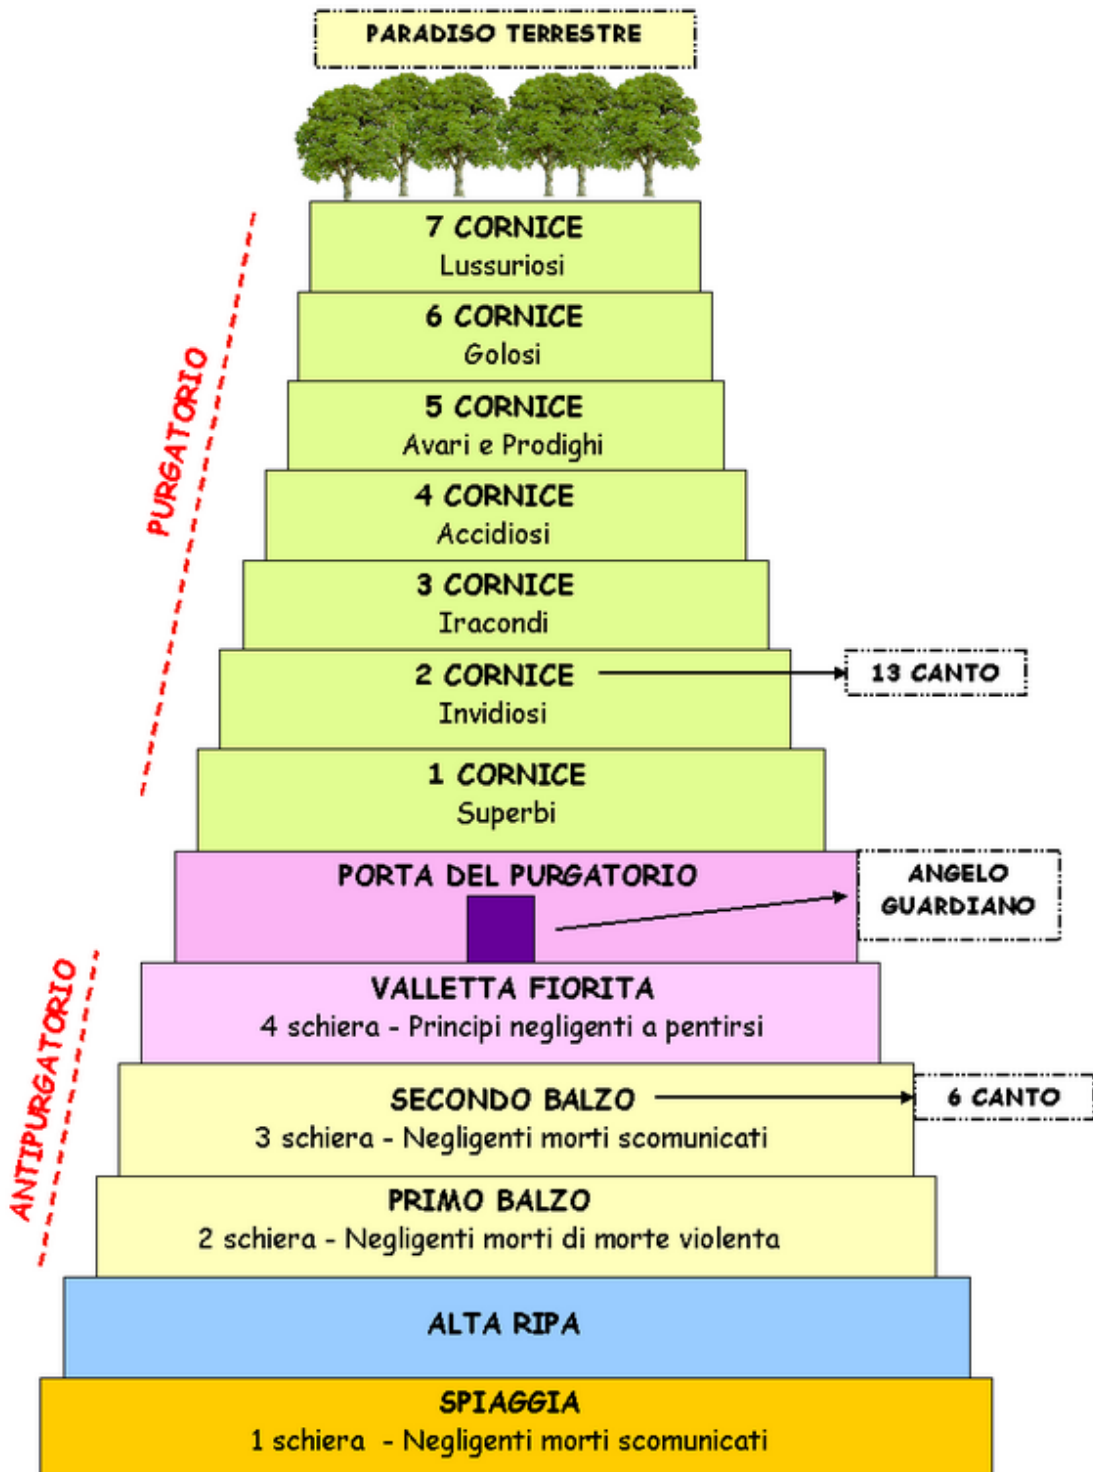 PARADISO TERRESTRE
7 CORNICE
Lussuriosi
6 CORNICE
Golosi
5 CORNICE
Avari e Prodighi
4 CORNICE
Accidiosi
3 CORNICE
Iracondi
2 CORNICE
Invidiosi
13 CANTO
1 CORNICE
Superbi
PURGATORIO
PORTA DEL PURGATORIO
ANGELO
GUARDIANO
VALLETTA FIORITA
4 schiera - Principi negligenti a pentirsi
SECONDO BALZO
3 schiera - Negligenti morti scomunicati
6 CANTO
PRIMO BALZO
2 schiera - Negligenti morti di morte violenta
ANTIPURGATORIO
ALTA RIPA
SPIAGGIA
1 schiera - Negligenti morti scomunicati